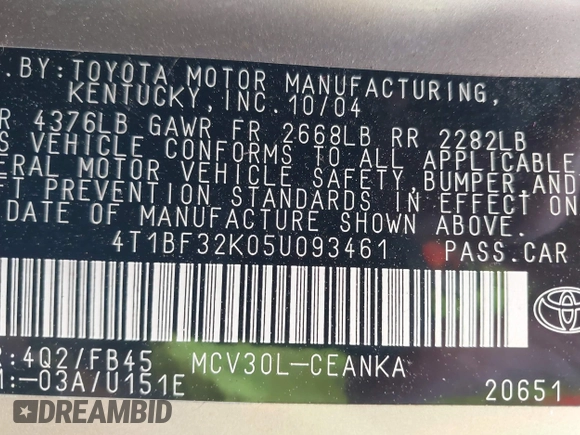 . BY: TOYOTA MOTOR MANUFACTURING,
KENTUCKY, INC. 10/04
R 4376LB GAWR FR 2668LB RR 2282LB
S VEHICLE CONFORMS TO ALL APPLICABLE
ERAL MOTOR VEHICLE SAFETY, BUMPER, AND
FT PREVENTION STANDARDS IN EFFECT ON
DATE OF MANUFACTURE SHOWN ABOVE.
4T1BF32K05U093461 PASS.CAR
R:4Q2/FB45 MCV30L-CEANKA
:-03A/U151E 20651
DREAMBID